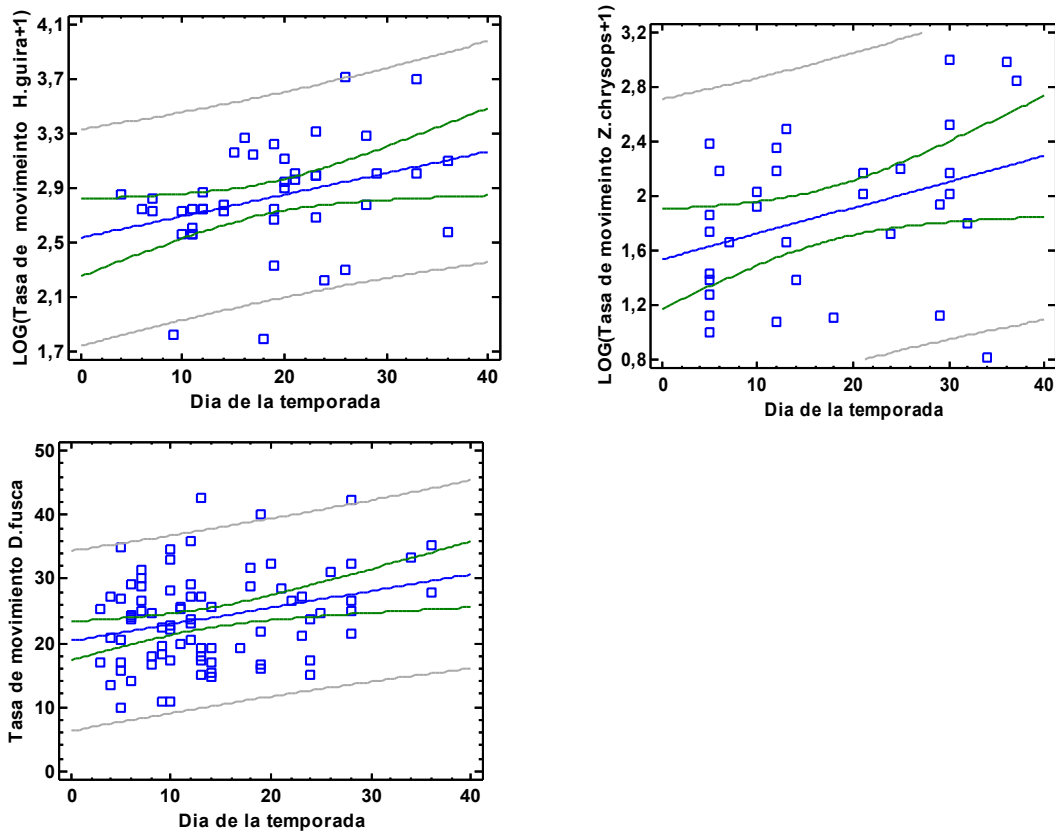 LOG(Tasa de movimeinto H.guira+1)
4,1
3,7
3,3
2,9
2,5
2,1
1,7
0 10 20 30 40
Dia de la temporada
LOG(Tasa de movimeinto Z.chrysops+1)
3,2
2,8
2,4
2
1,6
1,2
0,8
0 10 20 30 40
Dia de la temporada
Tasa de movimiento D.fusca
50
40
30
20
10
0
0 10 20 30 40
Dia de la temporada